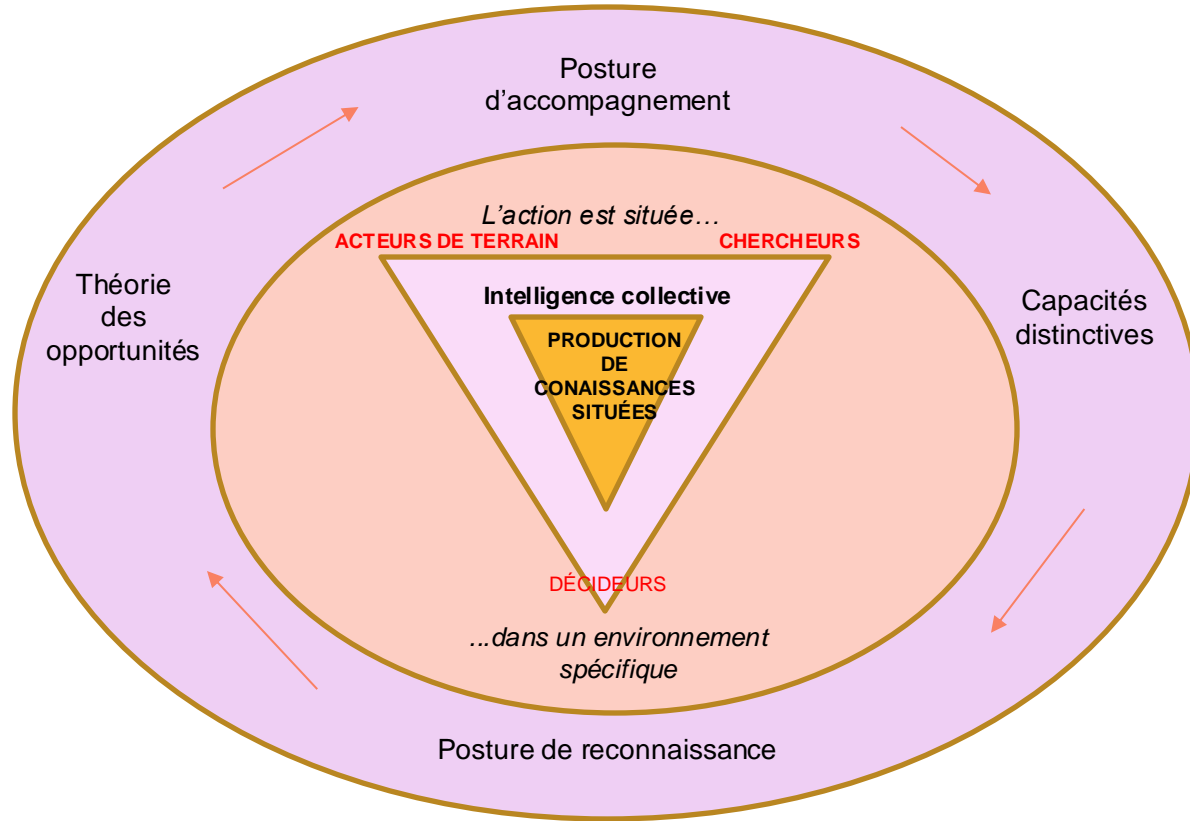 Posture
d’accompagnement
L’action est située…
ACTEURS DE TERRAIN
CHERCHEURS
Théorie
des
opportunités
Intelligence collective
Capacités
distinctives
PRODUCTION
DE
CONAISSANCES
SITUÉES
DÉCIDEURS
...dans un environnement
spécifique
Posture de reconnaissance